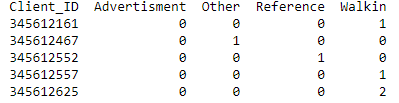 Client_ID Advertisment Other Reference Walkin
345612161 0 0 0 1
345612467 0 1 0 0
345612552 0 0 1 0
345612557 0 0 0 1
345612625 0 0 0 2